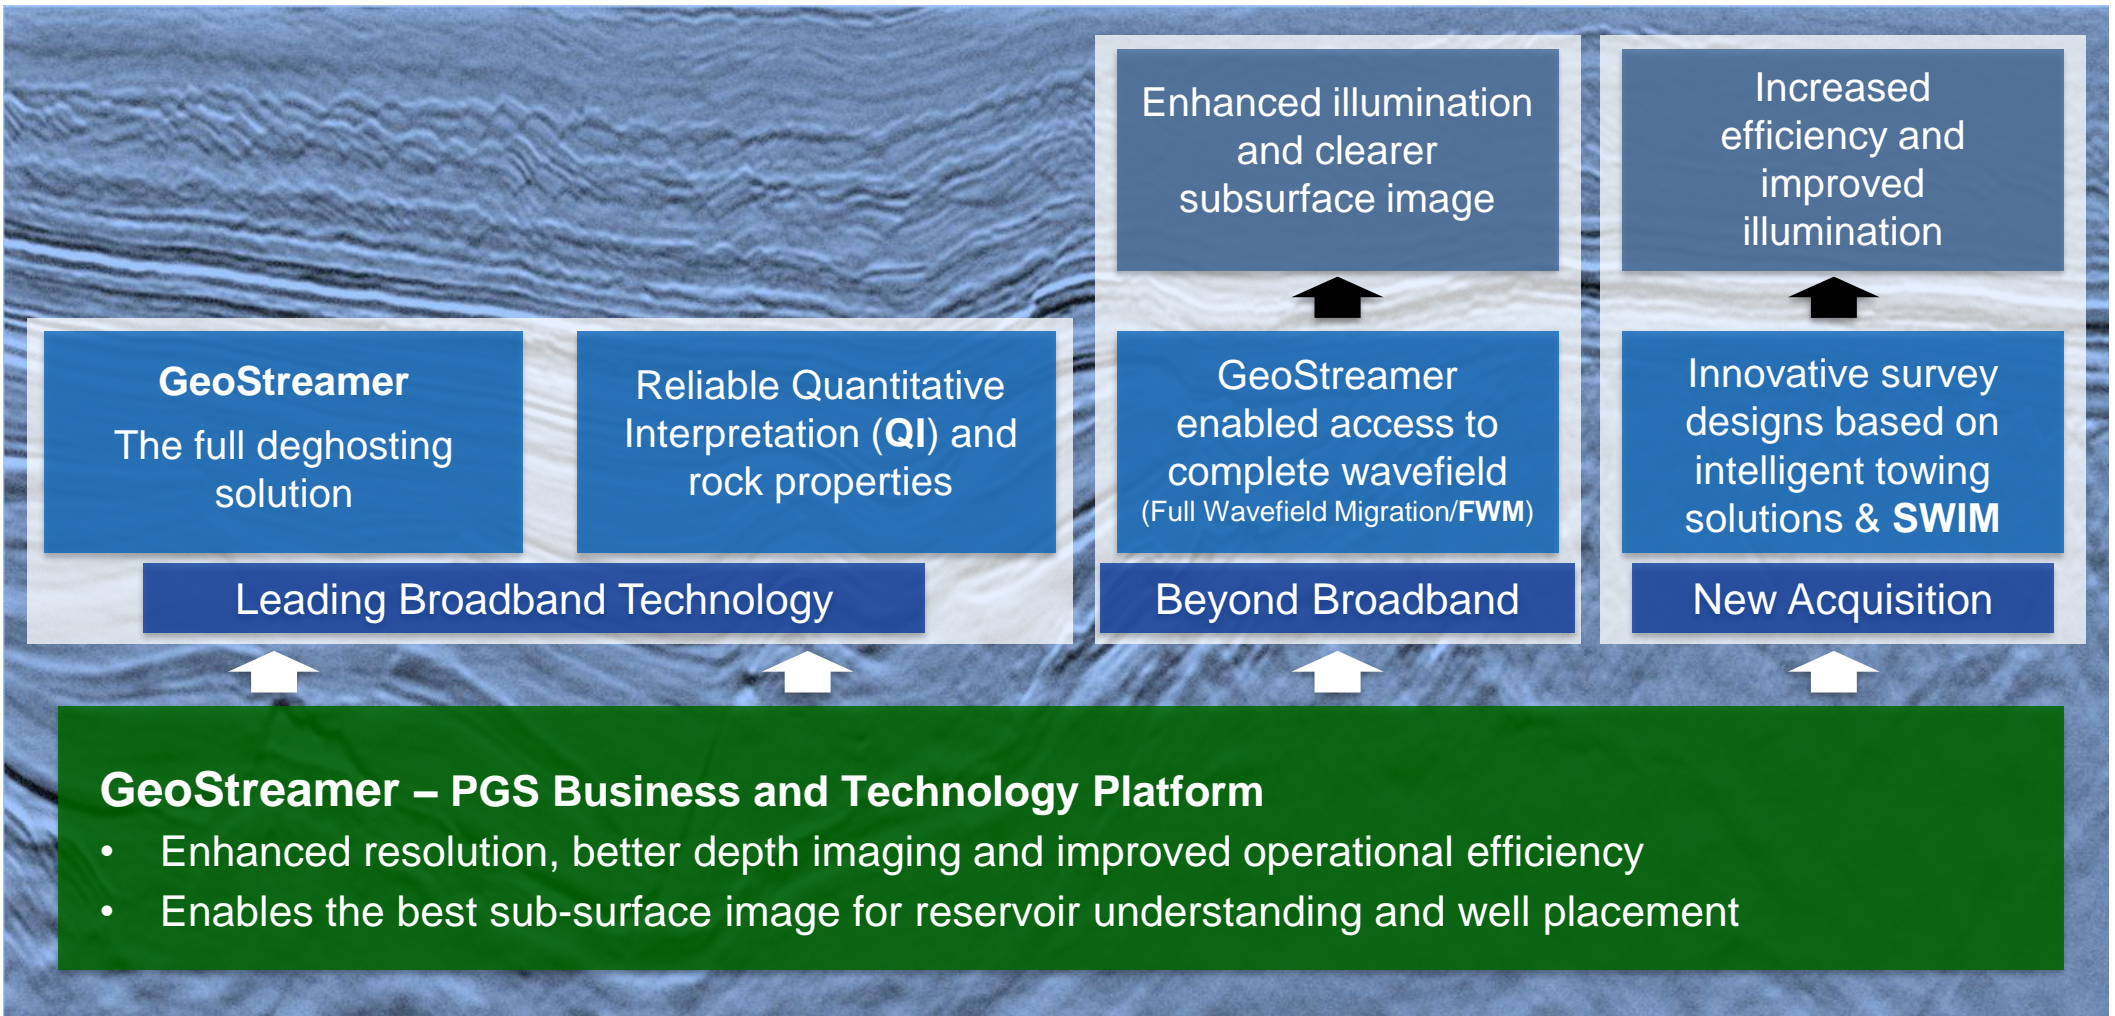 Enhanced illumination
and clearer
subsurface image
Increased
efficiency and
improved
illumination
GeoStreamer
The full deghosting
solution
Reliable Quantitative
Interpretation (QI) and
rock properties
GeoStreamer
enabled access to
complete wavefield
(Full Wavefield Migration/FWM)
Innovative survey
designs based on
intelligent towing
solutions & SWIM
Leading Broadband Technology
Beyond Broadband
New Acquisition
GeoStreamer – PGS Business and Technology Platform
• Enhanced resolution, better depth imaging and improved operational efficiency
• Enables the best sub-surface image for reservoir understanding and well placement